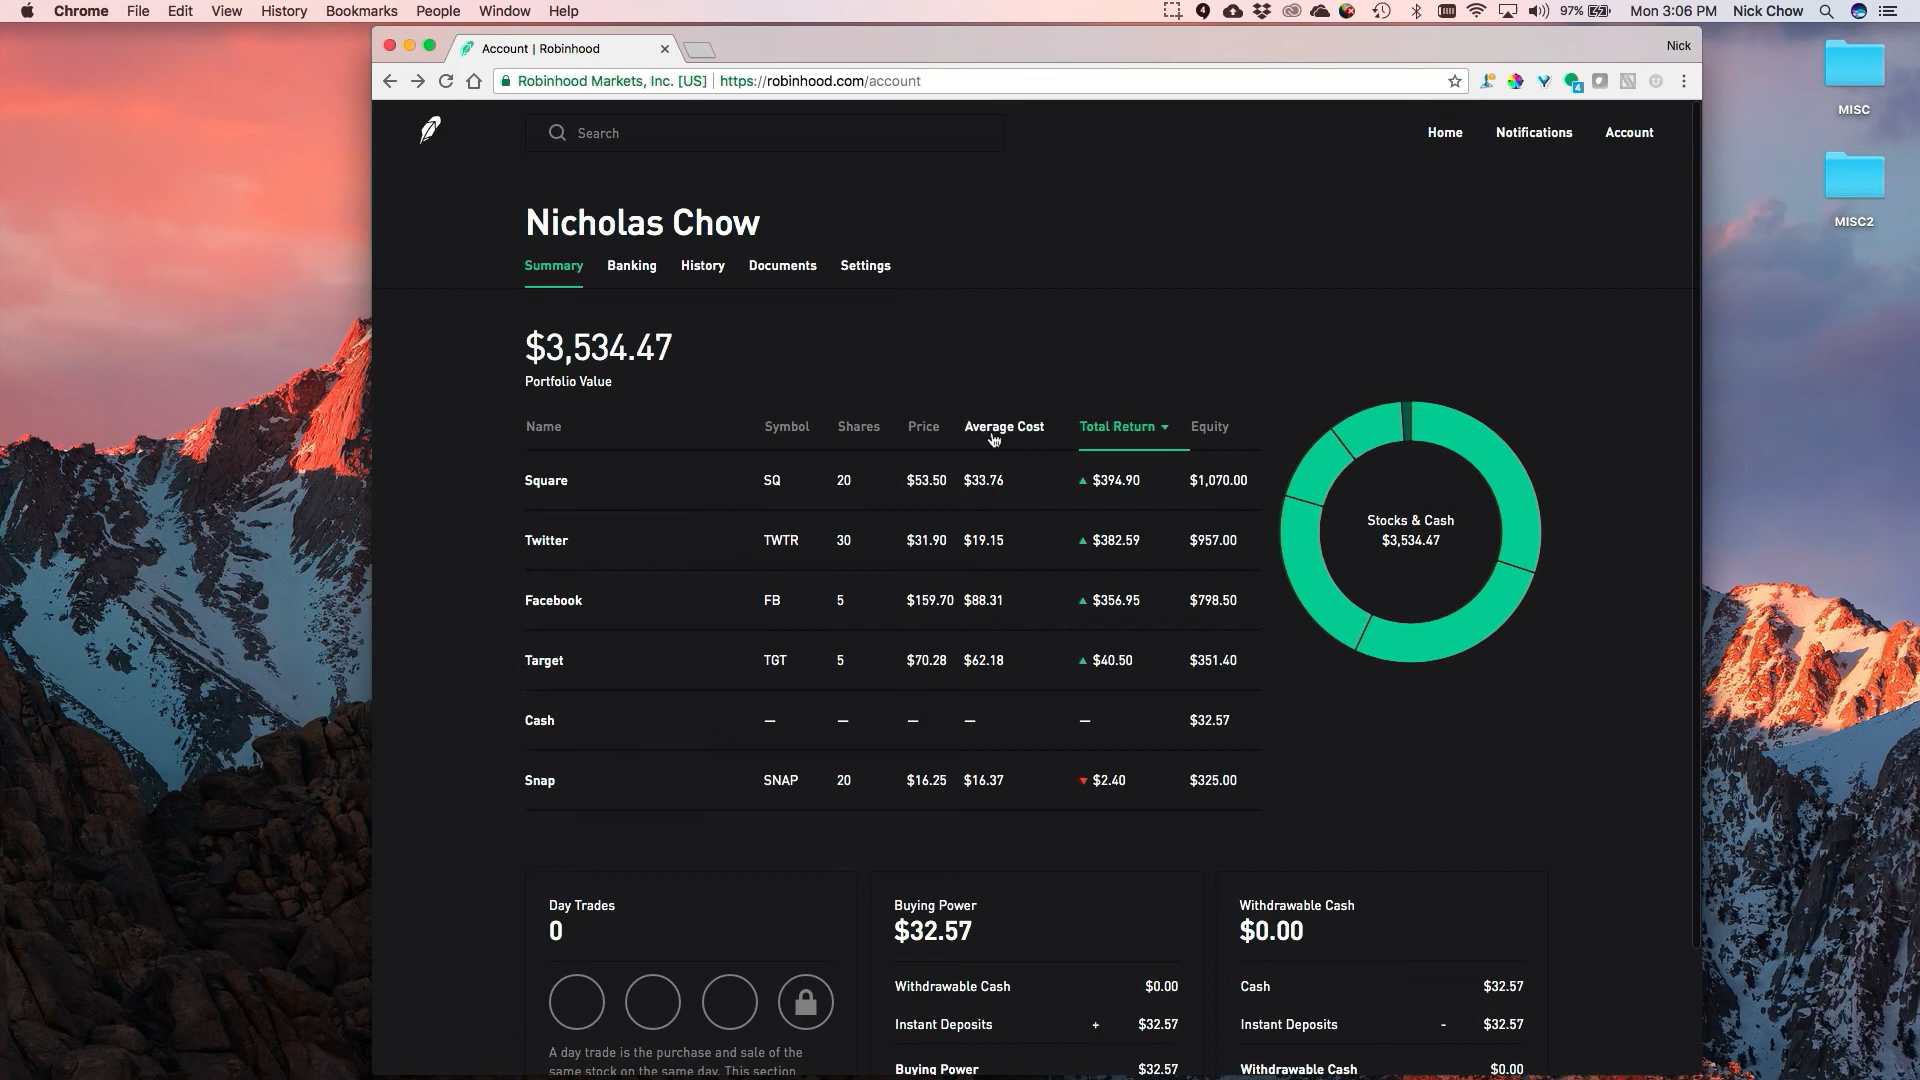 Chrome File Edit View History Bookmarks People Window Help 97% Mon 3:06 PM Nick Chow
Account | Robinhood
Nick
Robinhood Markets, Inc. [US] https://robinhood.com/account
4
MISC
MISC2
Search
Home Notifications Account
Nicholas Chow
Summary Banking History Documents Settings
$3,534.47
Portfolio Value
Name Symbol Shares Price Average Cost Total Return Equity
Square SQ 20 $53.50 $33.76 $394.90 $1,070.00
Twitter TWTR 30 $31.90 $19.15 $382.59 $957.00
Facebook FB 5 $159.70 $88.31 $356.95 $798.50
Target TGT 5 $70.28 $62.18 $40.50 $351.40
Cash — — — — — $32.57
Snap SNAP 20 $16.25 $16.37 $2.40 $325.00
Stocks & Cash
$3,534.47
Day Trades
0
A day trade is the purchase and sale of the
same stock on the same day. This section
Buying Power
$32.57
Withdrawable Cash $0.00
Instant Deposits + $32.57
Buying Power $32.57
Withdrawable Cash
$0.00
Cash $32.57
Instant Deposits - $32.57
Withdrawable Cash $0.00